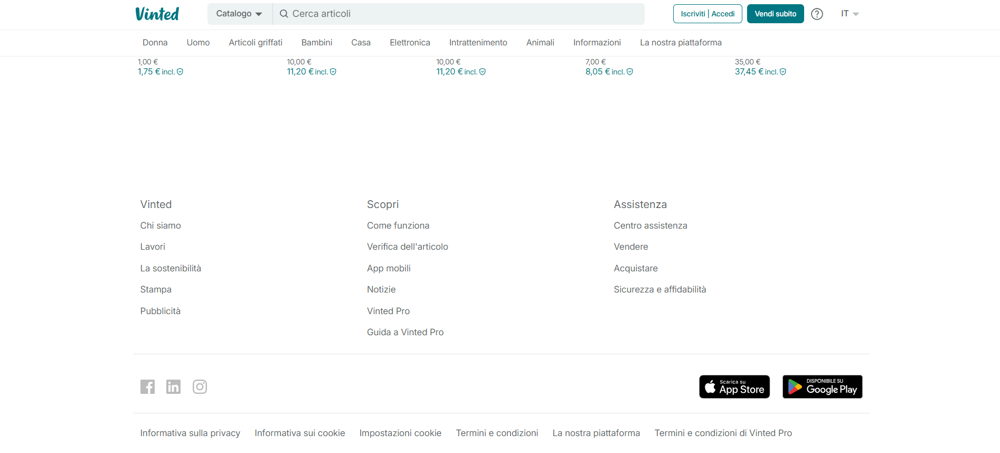 Vinted
Catalogo
Cerca articoli
Iscriviti | Accedi
Vendi subito
?
IT
Donna Uomo Articoli griffati Bambini Casa Elettronica Intrattenimento Animali Informazioni La nostra piattaforma
1,00 € 10,00 € 10,00 € 7,00 € 35,00 €
1,75 € incl. 11,20 € incl. 11,20 € incl. 8,05 € incl. 37,45 € incl.
Vinted
Chi siamo
Lavori
La sostenibilità
Stampa
Pubblicità
Scopri
Come funziona
Verifica dell'articolo
App mobili
Notizie
Vinted Pro
Guida a Vinted Pro
Assistenza
Centro assistenza
Vendere
Acquistare
Sicurezza e affidabilità
Scarica su
App Store
DISPONIBILE SU
Google Play
Informativa sulla privacy Informativa sui cookie Impostazioni cookie Termini e condizioni La nostra piattaforma Termini e condizioni di Vinted Pro